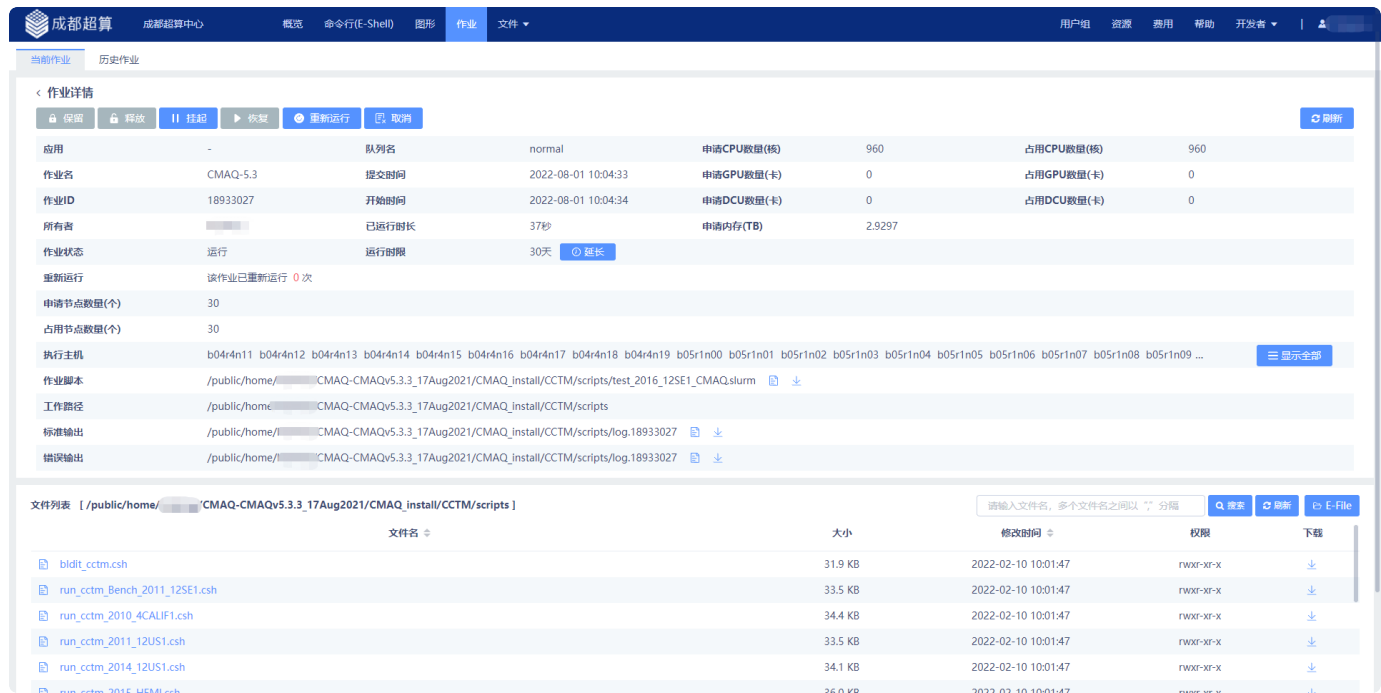 成都超算 成都超算中心 概览 命令行(E-Shell) 图形 作业 文件 用户组 资源 费用 帮助 开发者
当前作业 历史作业
作业详情
保留 释放 挂起 恢复 重新运行 取消 刷新
应用 - 队列名 normal 申请CPU数量(核) 960 占用CPU数量(核) 960
作业名 CMAQ-5.3 提交时间 2022-08-01 10:04:33 申请GPU数量(卡) 0 占用GPU数量(卡) 0
作业ID 18933027 开始时间 2022-08-01 10:04:34 申请DCU数量(卡) 0 占用DCU数量(卡) 0
所有者 已运行时长 37秒 申请内存(TB) 2.9297
作业状态 运行 运行时限 30天 延长
重新运行 该作业已重新运行 0 次
申请节点数量(个) 30
占用节点数量(个) 30
执行主机 b04r4n11 b04r4n12 b04r4n13 b04r4n14 b04r4n15 b04r4n16 b04r4n17 b04r4n18 b04r4n19 b05r1n00 b05r1n01 b05r1n02 b05r1n03 b05r1n04 b05r1n05 b05r1n06 b05r1n07 b05r1n08 b05r1n09 ... 显示全部
作业脚本 /public/home/ CMAQ-CMAQv5.3.3_17Aug2021/CMAQ_install/CCTM/scripts/test_2016_12SE1_CMAQ.slurm
工作路径 /public/home CMAQ-CMAQv5.3.3_17Aug2021/CMAQ_install/CCTM/scripts
标准输出 /public/home/ CMAQ-CMAQv5.3.3_17Aug2021/CMAQ_install/CCTM/scripts/log.18933027
错误输出 /public/home/ CMAQ-CMAQv5.3.3_17Aug2021/CMAQ_install/CCTM/scripts/log.18933027
文件列表 [ /public/home/ /CMAQ-CMAQv5.3.3_17Aug2021/CMAQ_install/CCTM/scripts ] 请输入文件名，多个文件名之间以 "," 分隔 搜索 刷新 E-File
文件名 大小 修改时间 权限 下载
bldit_cctm.csh 31.9 KB 2022-02-10 10:01:47 rwxr-xr-x
run_cctm_Bench_2011_12SE1.csh 33.5 KB 2022-02-10 10:01:47 rwxr-xr-x
run_cctm_2010_4CALIF1.csh 34.4 KB 2022-02-10 10:01:47 rwxr-xr-x
run_cctm_2011_12US1.csh 33.5 KB 2022-02-10 10:01:47 rwxr-xr-x
run_cctm_2014_12US1.csh 34.1 KB 2022-02-10 10:01:47 rwxr-xr-x
run_cctm_2015_HEMI.csh 36.0 KB 2022-02-10 10:01:47 rwxr-xr-x